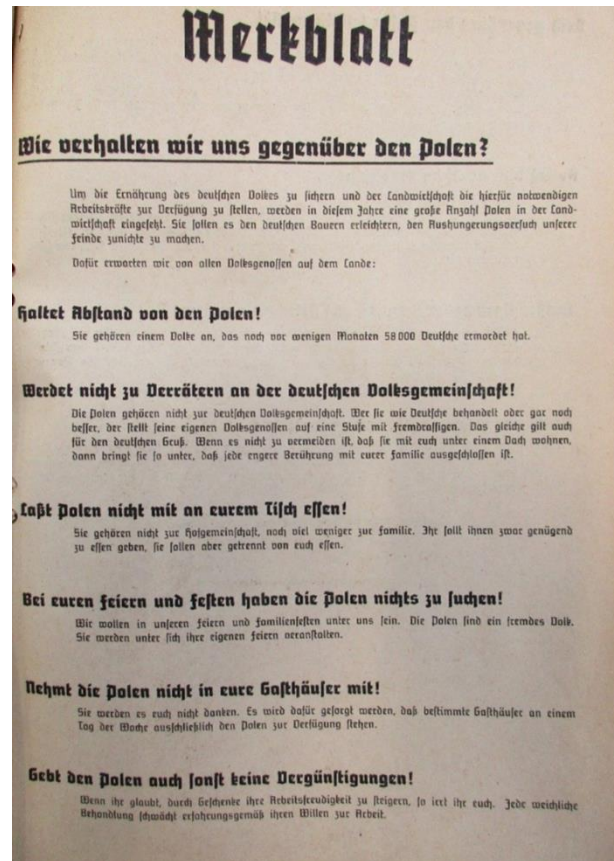 Merkblatt
Wie verhalten wir uns gegenüber den Polen?
Um die Ernährung des deutschen Volkes zu sichern und der Landwirtschaft die hierfür notwendigen
Arbeitskräfte zur Verfügung zu stellen, werden in diesem Jahre eine große Anzahl Polen in der Land-
wirtschaft eingesetzt. Sie sollen es den deutschen Bauern erleichtern, den Aushungerungsversuch unserer
Feinde zunichte zu machen.
Dafür erwarten wir von allen Volksgenossen auf dem Lande:
Haltet Abstand von den Polen!
Sie gehören einem Volke an, das noch vor wenigen Monaten 58000 Deutsche ermordet hat.
Werdet nicht zu Verrätern an der deutschen Volksgemeinschaft!
Die Polen gehören nicht zur deutschen Volksgemeinschaft. Wer sie wie Deutsche behandelt oder gar noch
besser, der stellt seine eigenen Volksgenossen auf eine Stufe mit Fremdrassigen. Das gleiche gilt auch
für den deutschen Gruß. Wenn es nicht zu vermeiden ist, daß sie mit euch unter einem Dach wohnen,
dann bringt sie so unter, daß jede engere Berührung mit eurer Familie ausgeschlossen ist.
Laßt Polen nicht mit an eurem Tisch essen!
Sie gehören nicht zur Hofgemeinschaft, noch viel weniger zur Familie. Ihr sollt ihnen zwar genügend
zu essen geben, sie sollen aber getrennt von euch essen.
Bei euren Feiern und Festen haben die Polen nichts zu suchen!
Wir wollen in unseren Feiern und Familienfesten unter uns sein. Die Polen sind ein fremdes Volk.
Sie werden unter sich ihre eigenen Feiern veranstalten.
Nehmt die Polen nicht in eure Gasthäuser mit!
Sie werden es euch nicht danken. Es wird dafür gesorgt werden, daß bestimmte Gasthäuser an einem
Tag der Woche ausschließlich den Polen zur Verfügung stehen.
Gebt den Polen auch sonst keine Vergünstigungen!
Wenn ihr glaubt, durch Geschenke ihre Arbeitsfreudigkeit zu steigern, so irrt ihr euch. Jede weichliche
Behandlung schwächt erfahrungsgemäß ihren Willen zur Arbeit.